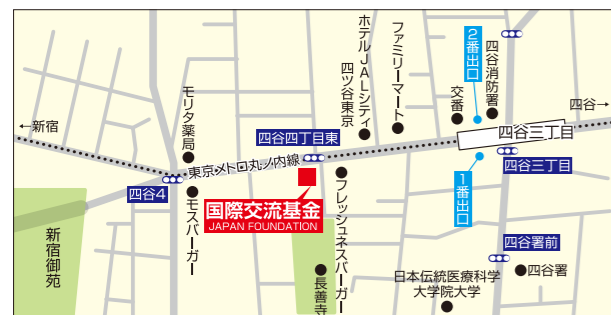 ←新宿
四谷→
モリタ薬局
ホテルJALシティ
四ツ谷東京
ファミリーマート
2番出口
交番
四谷消防署
四谷三丁目
四谷四丁目東
東京メトロ丸ノ内線
四谷4
モスバーガー
国際交流基金
JAPAN FOUNDATION
フレッシュネスバーガー
1番出口
四谷三丁目
新宿御苑
長善寺
四谷署前
四谷署
日本伝統医療科学
大学院大学